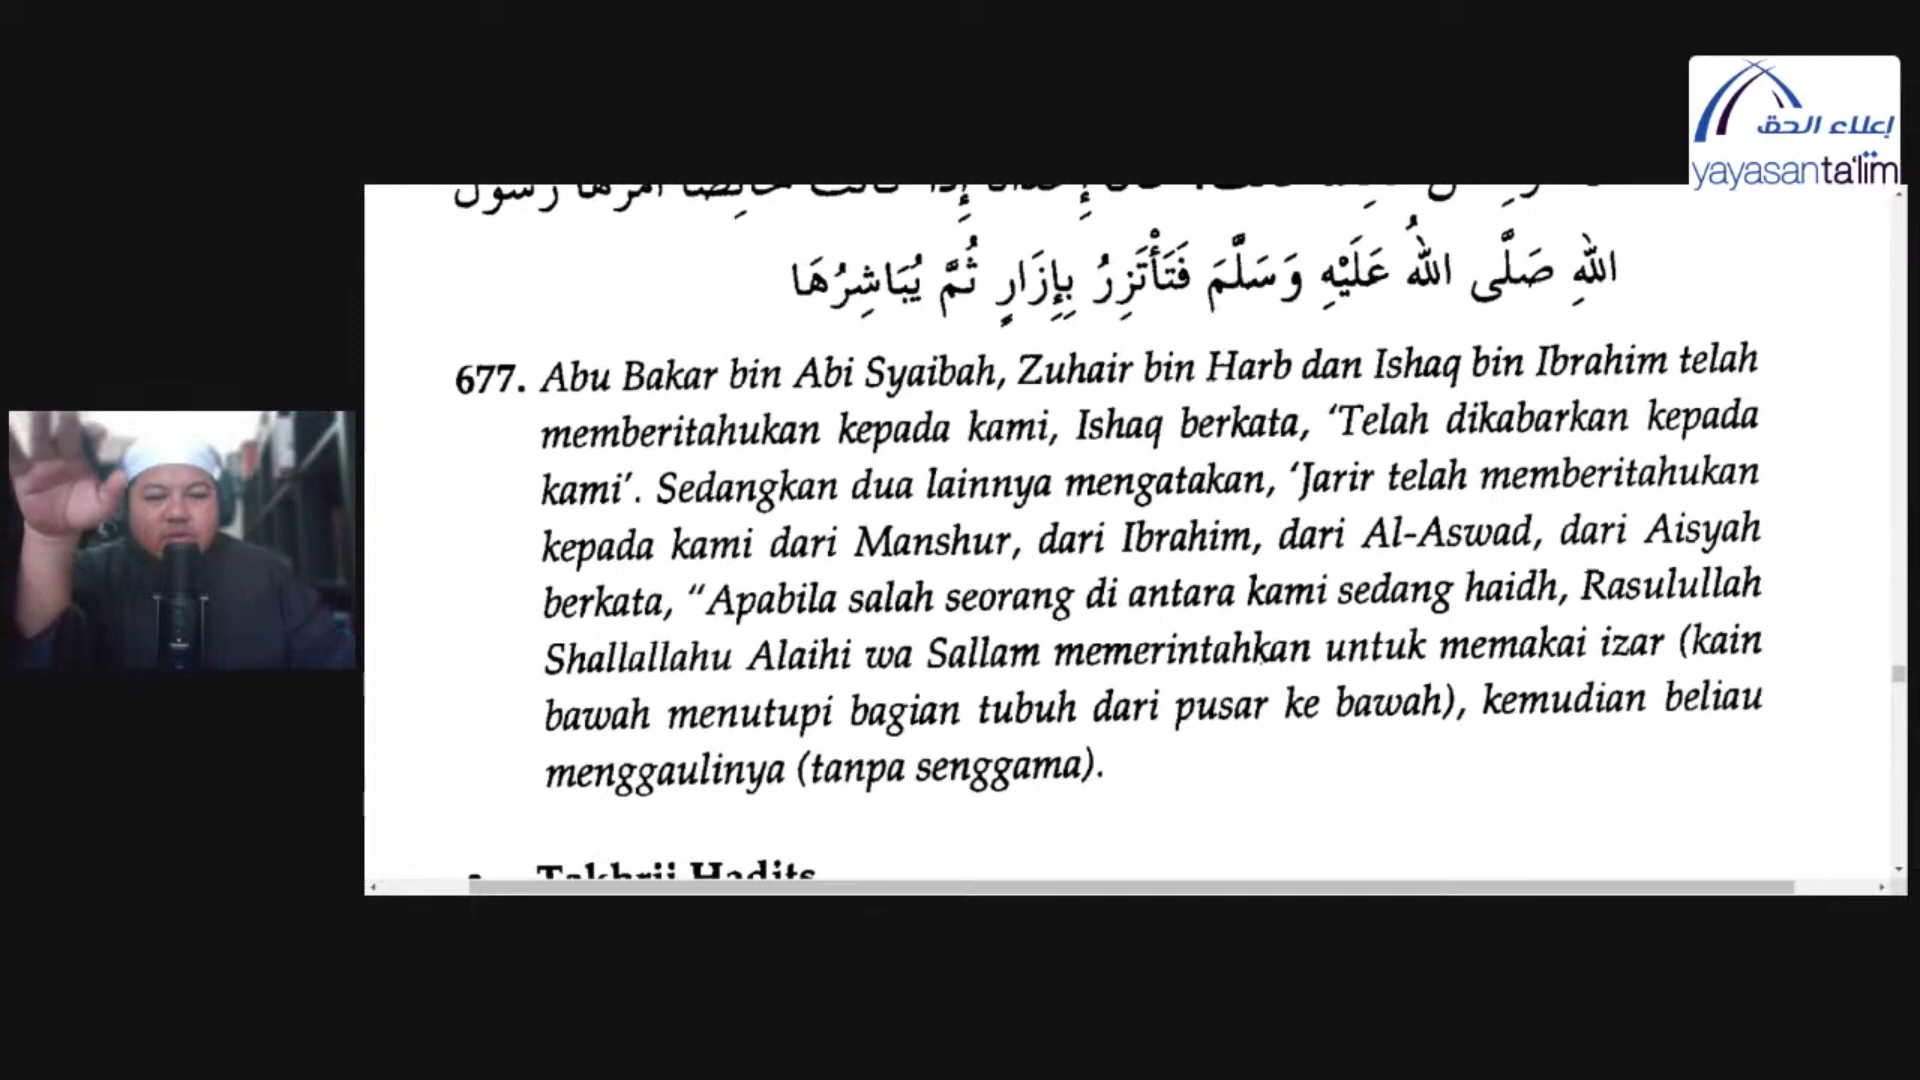 إعلاء الحق
yayasanta'lim
اللهِ صَلَّى اللهُ عَلَيْهِ وَسَلَّمَ فَتَأْتَزِرُ بِإِزَارٍ ثُمَّ يُبَاشِرُهَا
677. Abu Bakar bin Abi Syaibah, Zuhair bin Harb dan Ishaq bin Ibrahim telah
memberitahukan kepada kami, Ishaq berkata, ‘Telah dikabarkan kepada
kami’. Sedangkan dua lainnya mengatakan, ‘Jarir telah memberitahukan
kepada kami dari Manshur, dari Ibrahim, dari Al-Aswad, dari Aisyah
berkata, “Apabila salah seorang di antara kami sedang haidh, Rasulullah
Shallallahu Alaihi wa Sallam memerintahkan untuk memakai izar (kain
bawah menutupi bagian tubuh dari pusar ke bawah), kemudian beliau
menggaulinya (tanpa senggama).
• Takhrij Hadits